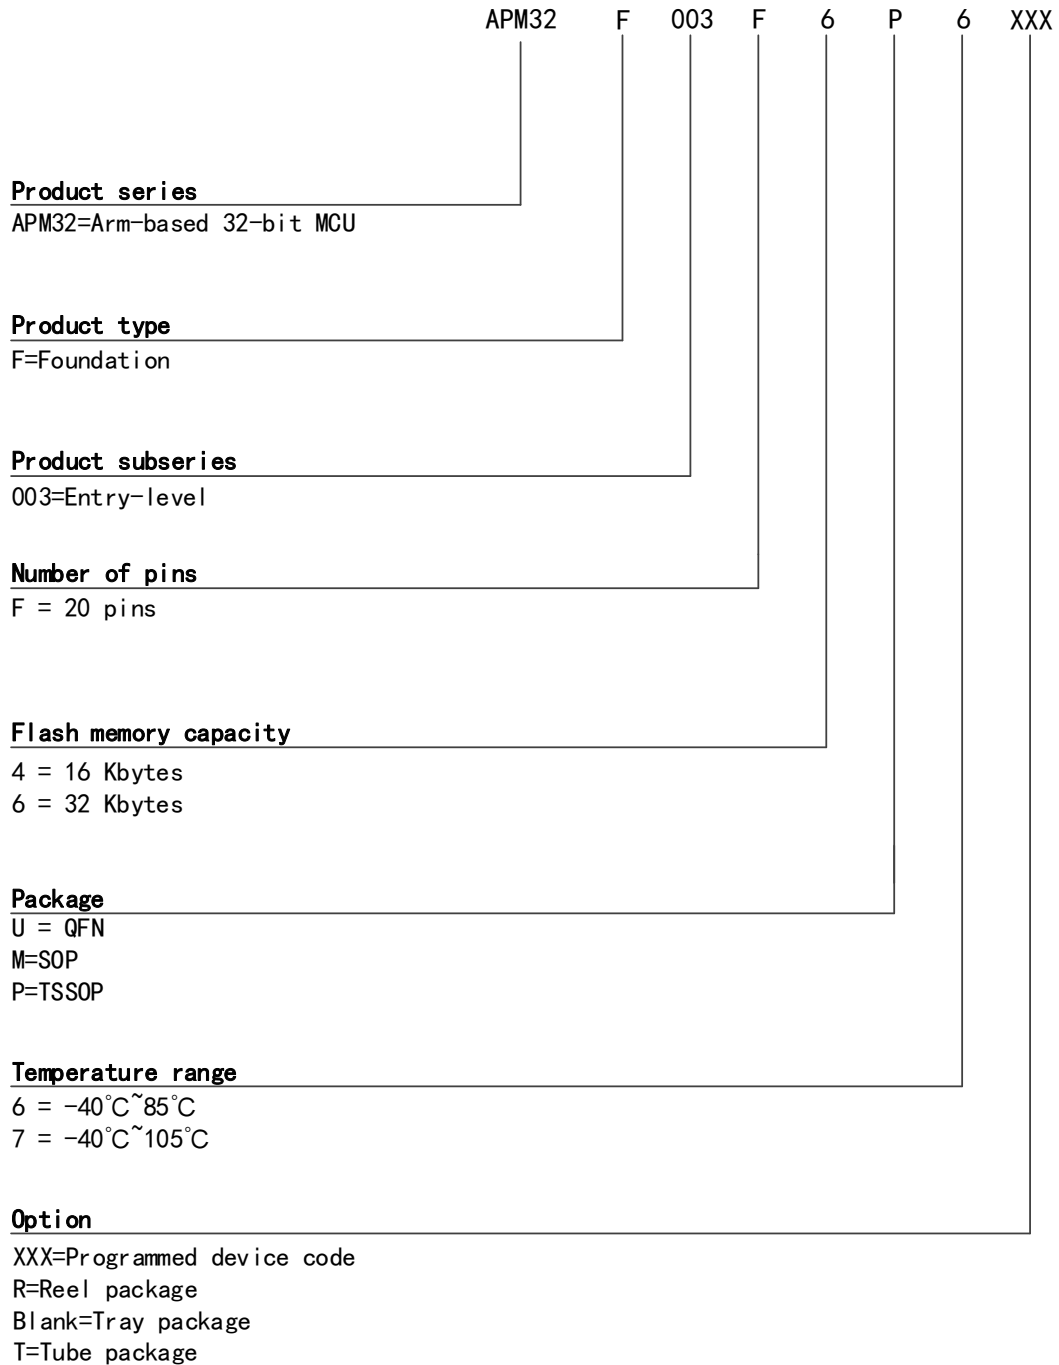 APM32 F 003 F 6 P 6 XXX
Product series
APM32=Arm-based 32-bit MCU
Product type
F=Foundation
Product subseries
003=Entry-level
Number of pins
F = 20 pins
Flash memory capacity
4 = 16 Kbytes
6 = 32 Kbytes
Package
U = QFN
M=SOP
P=TSSOP
Temperature range
6 = -40℃~85℃
7 = -40℃~105℃
Option
XXX=Programmed device code
R=Reel package
Blank=Tray package
T=Tube package